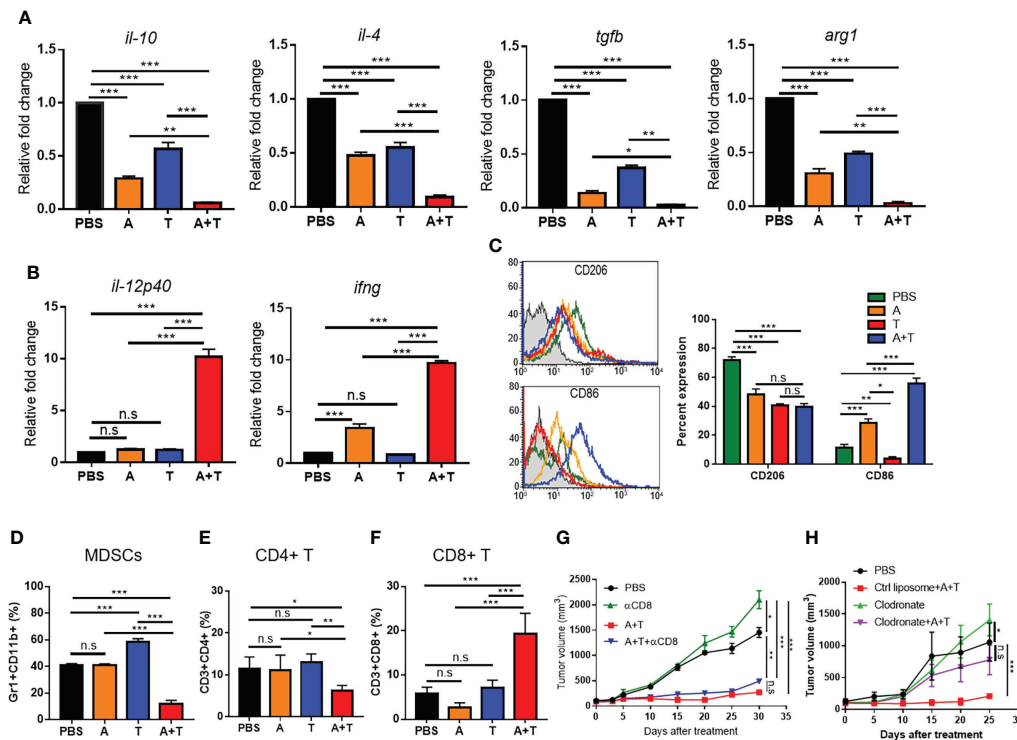 A
il-10
Relative fold change
1.5
1.0
0.5
0.0
***
***
***
***
**
PBS A T A+T
il-4
Relative fold change
1.5
1.0
0.5
0.0
***
***
***
***
***
PBS A T A+T
tgfb
Relative fold change
1.5
1.0
0.5
0.0
***
***
***
**
*
PBS A T A+T
arg1
Relative fold change
1.5
1.0
0.5
0.0
***
***
***
***
**
PBS A T A+T
B
il-12p40
Relative fold change
15
10
5
0
***
***
***
n.s
n.s
PBS A T A+T
ifng
Relative fold change
15
10
5
0
***
***
***
n.s
***
PBS A T A+T
C
CD206
80
60
40
20
0
10⁰ 10¹ 10² 10³ 10⁴
CD86
80
60
40
20
0
10⁰ 10¹ 10² 10³ 10⁴
PBS
A
T
A+T
Percent expression
100
80
60
40
20
0
***
***
***
n.s
n.s
***
***
*
**
***
CD206 CD86
D
MDSCs
Gr1+CD11b+ (%)
100
80
60
40
20
0
***
***
***
n.s
***
PBS A T A+T
E
CD4+ T
CD3+CD4+ (%)
30
20
10
0
*
n.s
**
n.s
*
PBS A T A+T
F
CD8+ T
CD3+CD8+ (%)
30
20
10
0
***
***
***
n.s
n.s
PBS A T A+T
G
Tumor volume (mm³)
2500
2000
1500
1000
500
0
PBS
αCD8
A+T
A+T+αCD8
*
**
n.s
***
***
0 5 10 15 20 25 30 35
Days after treatment
H
Tumor volume (mm³)
2000
1500
1000
500
0
PBS
Ctrl liposome+A+T
Clodronate
Clodronate+A+T
*
n.s
***
***
0 5 10 15 20 25 30
Days after treatment